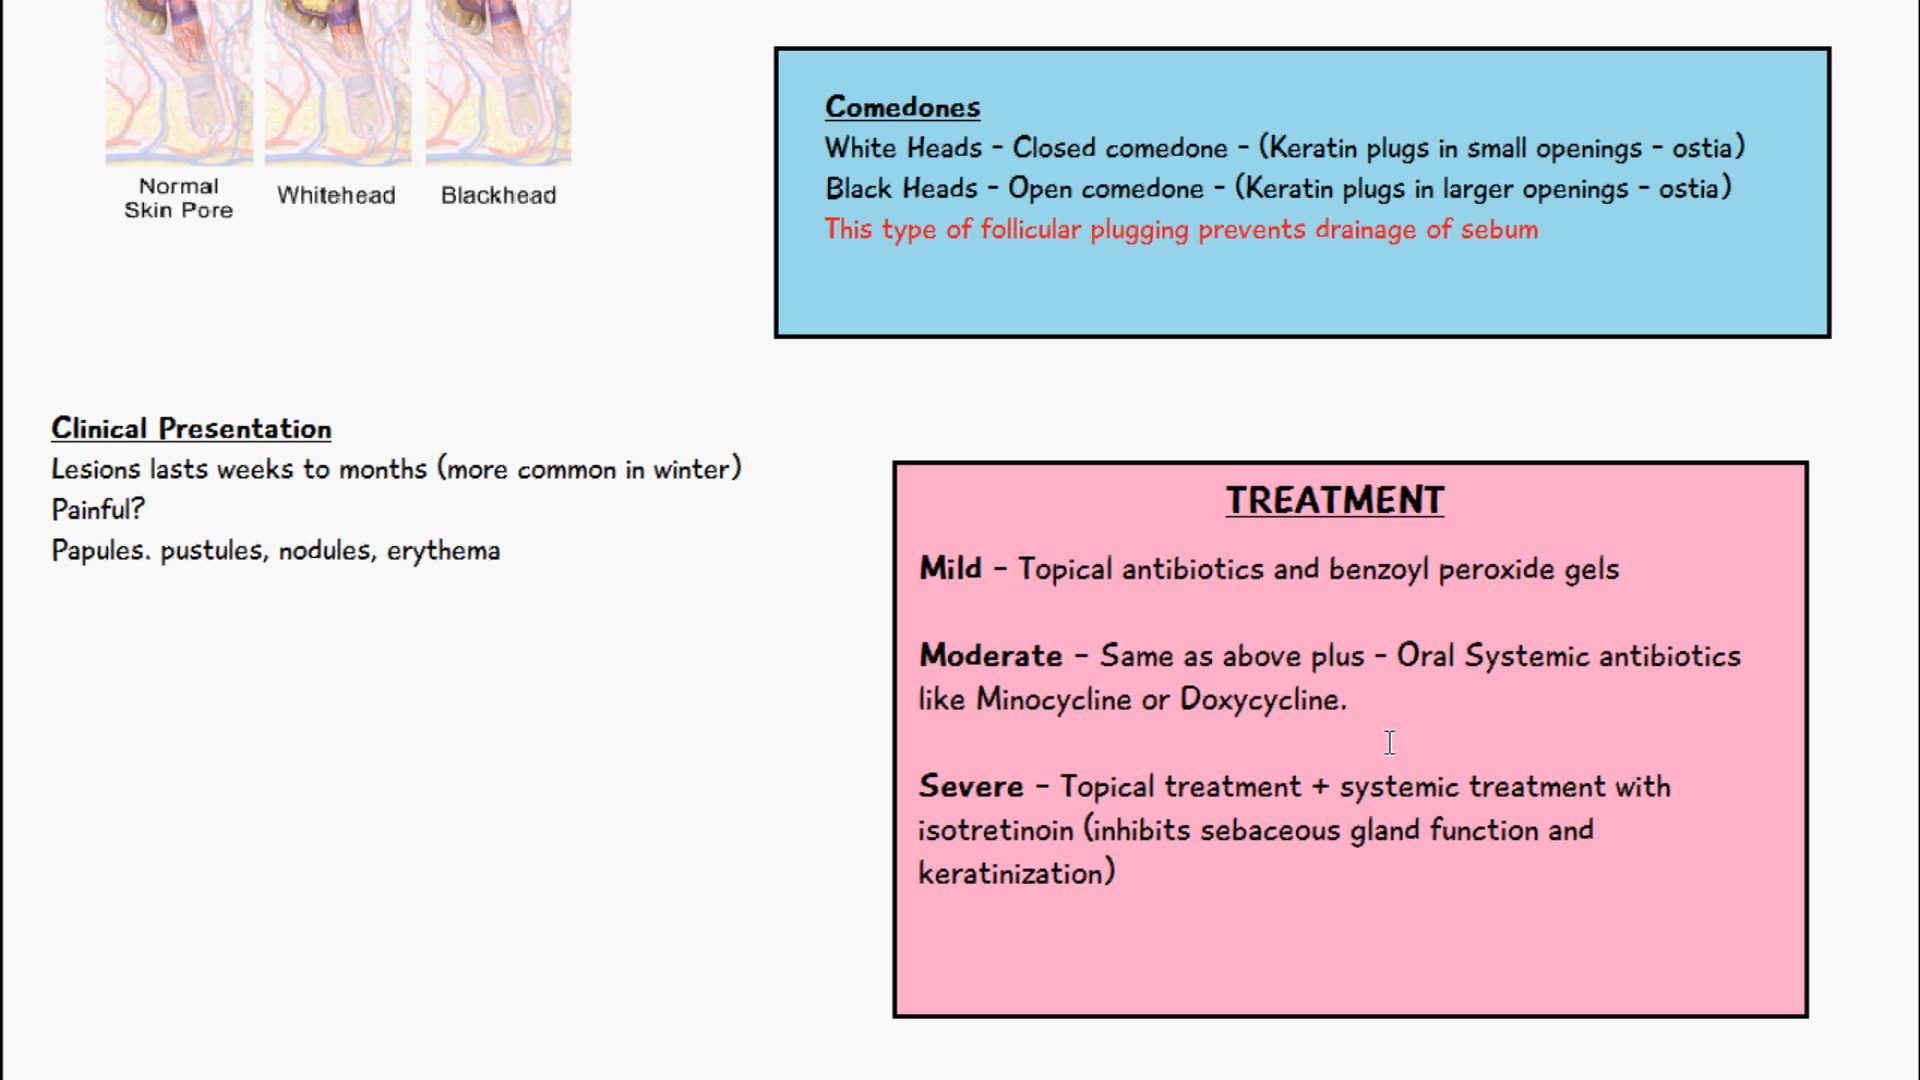 Normal
Skin Pore
Whitehead
Blackhead
Comedones
White Heads - Closed comedone - (Keratin plugs in small openings - ostia)
Black Heads - Open comedone - (Keratin plugs in larger openings - ostia)
This type of follicular plugging prevents drainage of sebum
Clinical Presentation
Lesions lasts weeks to months (more common in winter)
Painful?
Papules. pustules, nodules, erythema
TREATMENT
Mild - Topical antibiotics and benzoyl peroxide gels
Moderate - Same as above plus - Oral Systemic antibiotics
like Minocycline or Doxycycline.
Severe - Topical treatment + systemic treatment with
isotretinoin (inhibits sebaceous gland function and
keratinization)